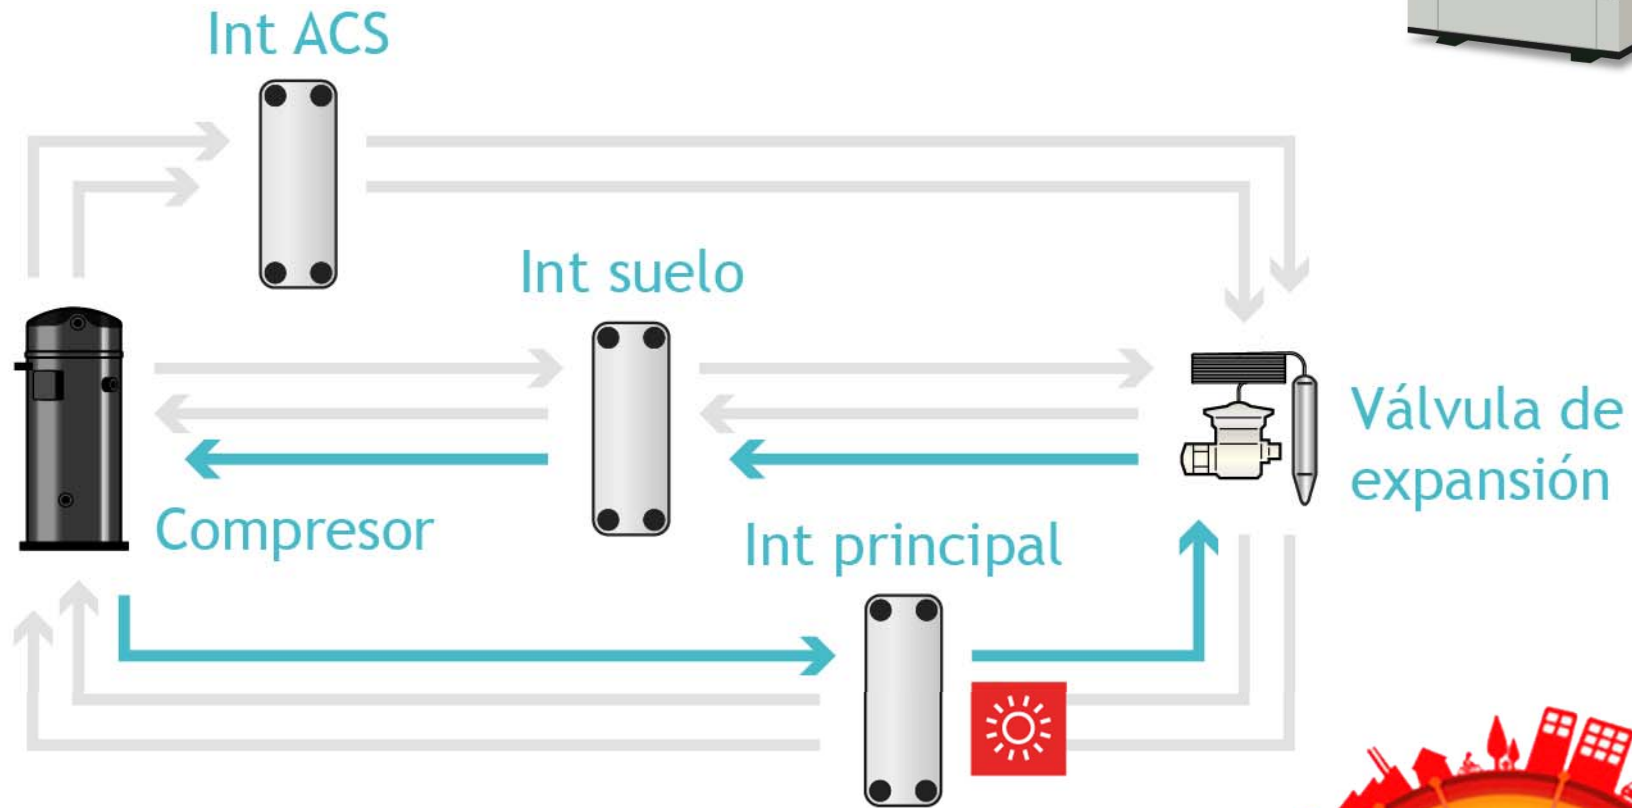 Int ACS
Int suelo
Válvula de
expansión
Compresor
Int principal